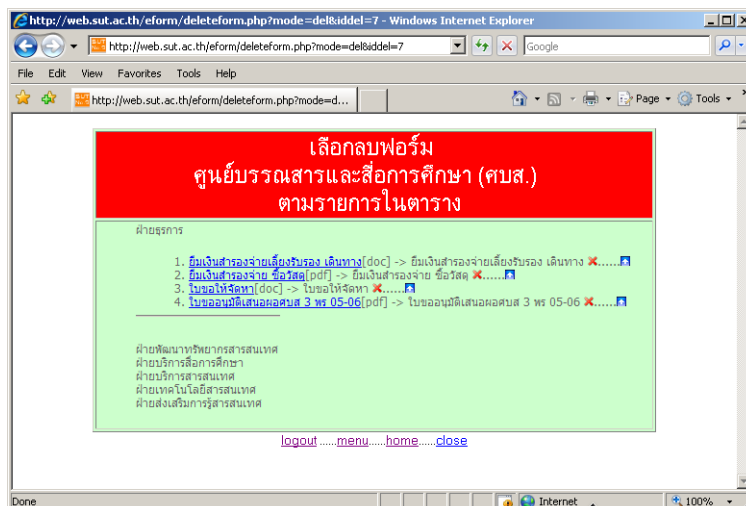 http://web.sut.ac.th/eform/deleteform.php?mode=del&iddel=7 - Windows Internet Explorer
http://web.sut.ac.th/eform/deleteform.php?mode=del&iddel=7
Google
File Edit View Favorites Tools Help
http://web.sut.ac.th/eform/deleteform.php?mode=d... Page Tools
เลือกลบฟอร์ม
ศูนย์บรรณสารและสื่อการศึกษา (ศบส.)
ตามรายการในตาราง
ฝ่ายธุรการ
1. ยืมเงินสำรองจ่ายเลี้ยงรับรอง เดินทาง[doc] -> ยืมเงินสำรองจ่ายเลี้ยงรับรอง เดินทาง ......
2. ยืมเงินสำรองจ่าย ซื้อวัสดุ[pdf] -> ยืมเงินสำรองจ่าย ซื้อวัสดุ ......
3. ใบขอให้จัดหา[doc] -> ใบขอให้จัดหา ......
4. ใบขออนุมัติเสนอผอศบส 3 พร 05-06[pdf] -> ใบขออนุมัติเสนอผอศบส 3 พร 05-06 ......
ฝ่ายพัฒนาทรัพยากรสารสนเทศ
ฝ่ายบริการสื่อการศึกษา
ฝ่ายบริการสารสนเทศ
ฝ่ายเทคโนโลยีสารสนเทศ
ฝ่ายส่งเสริมการรู้สารสนเทศ
logout ......menu......home......close
Done Internet 100%